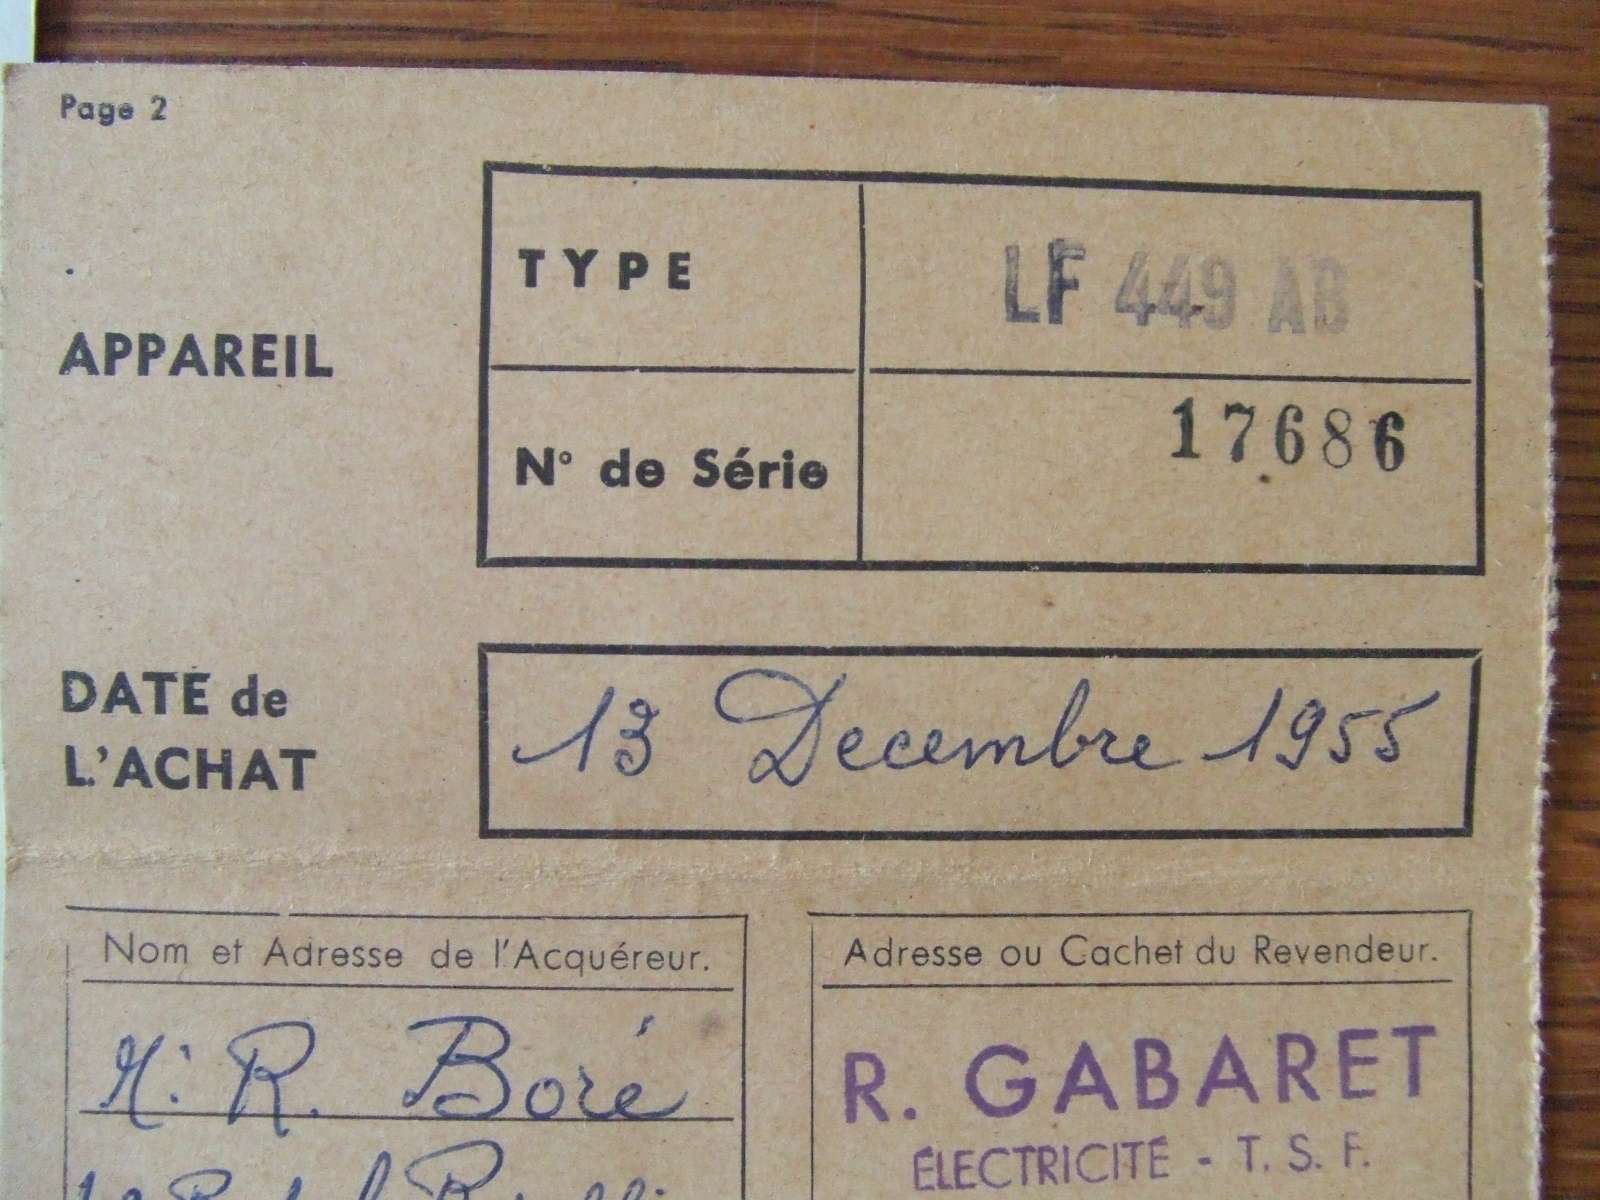 Page 2
APPAREIL
TYPE
LF 449 AB
N° de Série
17686
DATE de
L'ACHAT
13 Decembre 1955
Nom et Adresse de l'Acquéreur.
Mr R. Boré
Adresse ou Cachet du Revendeur.
R. GABARET
ÉLECTRICITÉ - T. S. F.